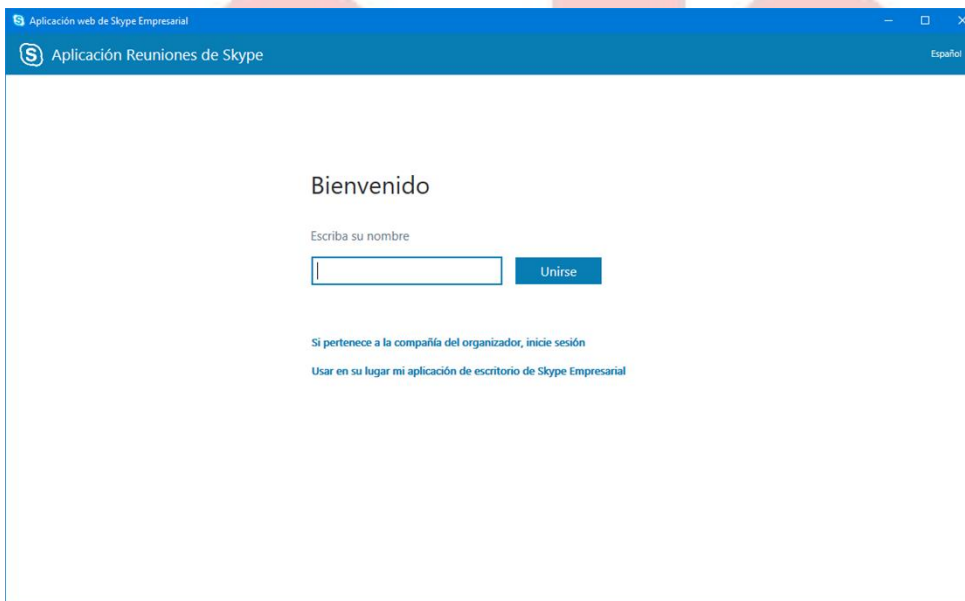 Aplicación web de Skype Empresarial
Aplicación Reuniones de Skype
Español
Bienvenido
Escriba su nombre
Unirse
Si pertenece a la compañía del organizador, inicie sesión
Usar en su lugar mi aplicación de escritorio de Skype Empresarial